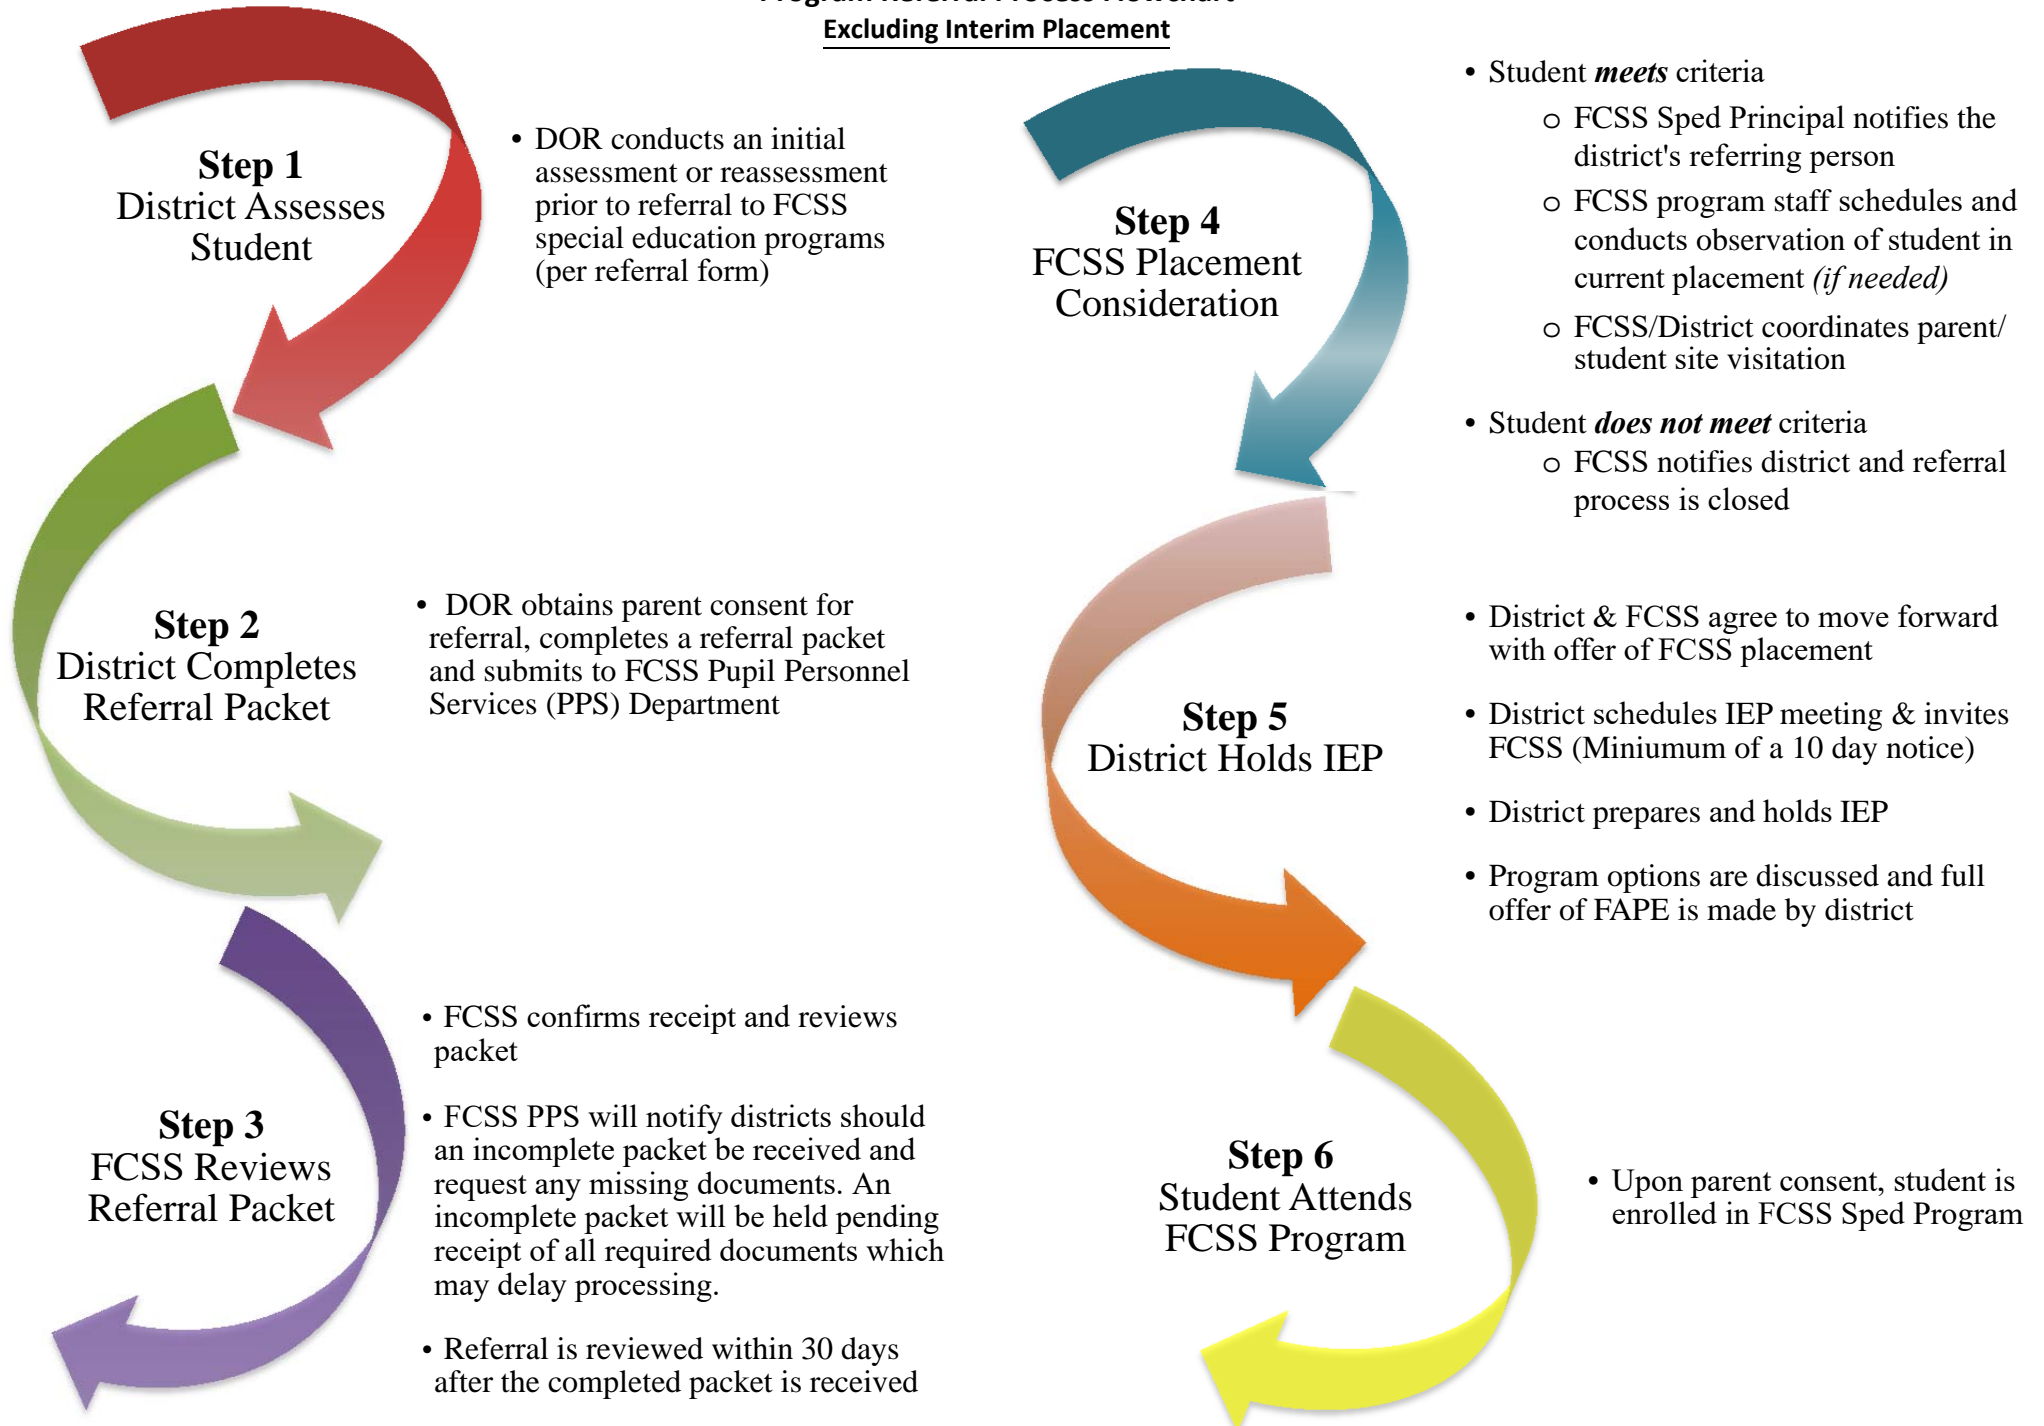 Program Referral Process Flowchart
Excluding Interim Placement
Step 1
District Assesses
Student
• DOR conducts an initial
assessment or reassessment
prior to referral to FCSS
special education programs
(per referral form)
Step 2
District Completes
Referral Packet
• DOR obtains parent consent for
referral, completes a referral packet
and submits to FCSS Pupil Personnel
Services (PPS) Department
Step 3
FCSS Reviews
Referral Packet
• FCSS confirms receipt and reviews
packet
• FCSS PPS will notify districts should
an incomplete packet be received and
request any missing documents. An
incomplete packet will be held pending
receipt of all required documents which
may delay processing.
• Referral is reviewed within 30 days
after the completed packet is received
Step 4
FCSS Placement
Consideration
• Student meets criteria
o FCSS Sped Principal notifies the
district's referring person
o FCSS program staff schedules and
conducts observation of student in
current placement (if needed)
o FCSS/District coordinates parent/
student site visitation
• Student does not meet criteria
o FCSS notifies district and referral
process is closed
Step 5
District Holds IEP
• District & FCSS agree to move forward
with offer of FCSS placement
• District schedules IEP meeting & invites
FCSS (Miniumum of a 10 day notice)
• District prepares and holds IEP
• Program options are discussed and full
offer of FAPE is made by district
Step 6
Student Attends
FCSS Program
• Upon parent consent, student is
enrolled in FCSS Sped Program